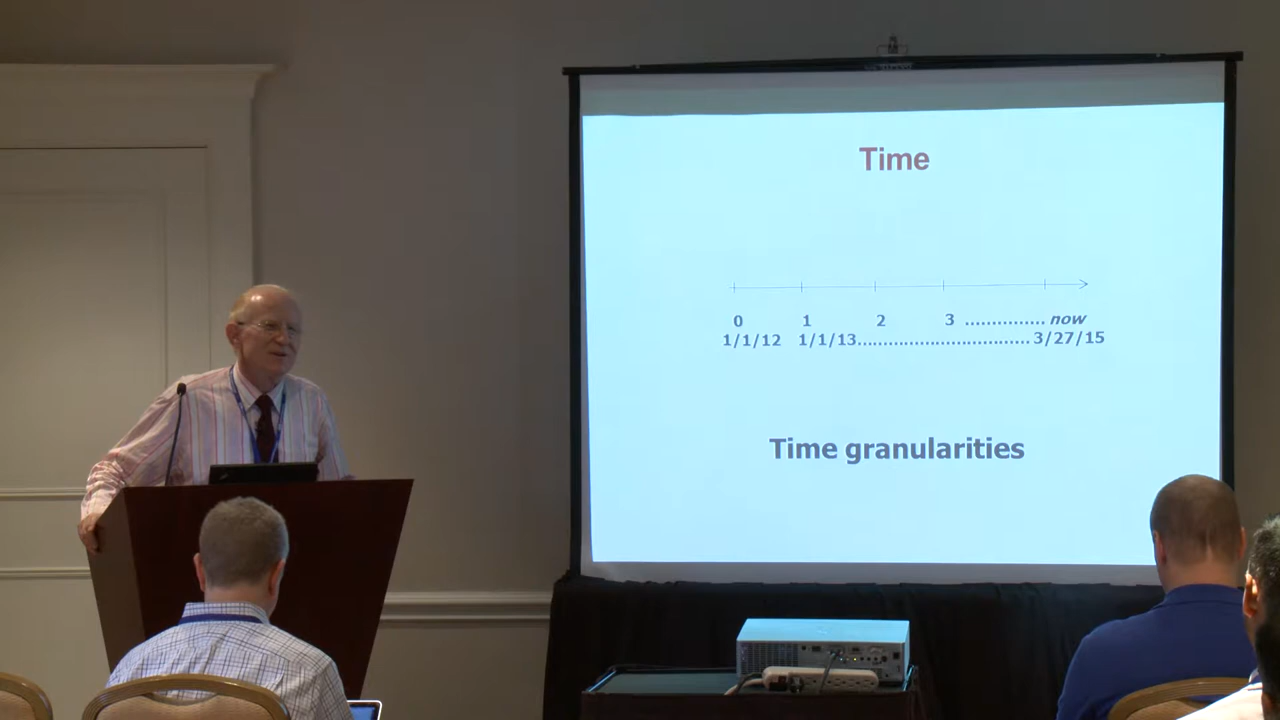 Time
0 1 2 3 ............... now
1/1/12 1/1/13................................ 3/27/15
Time granularities